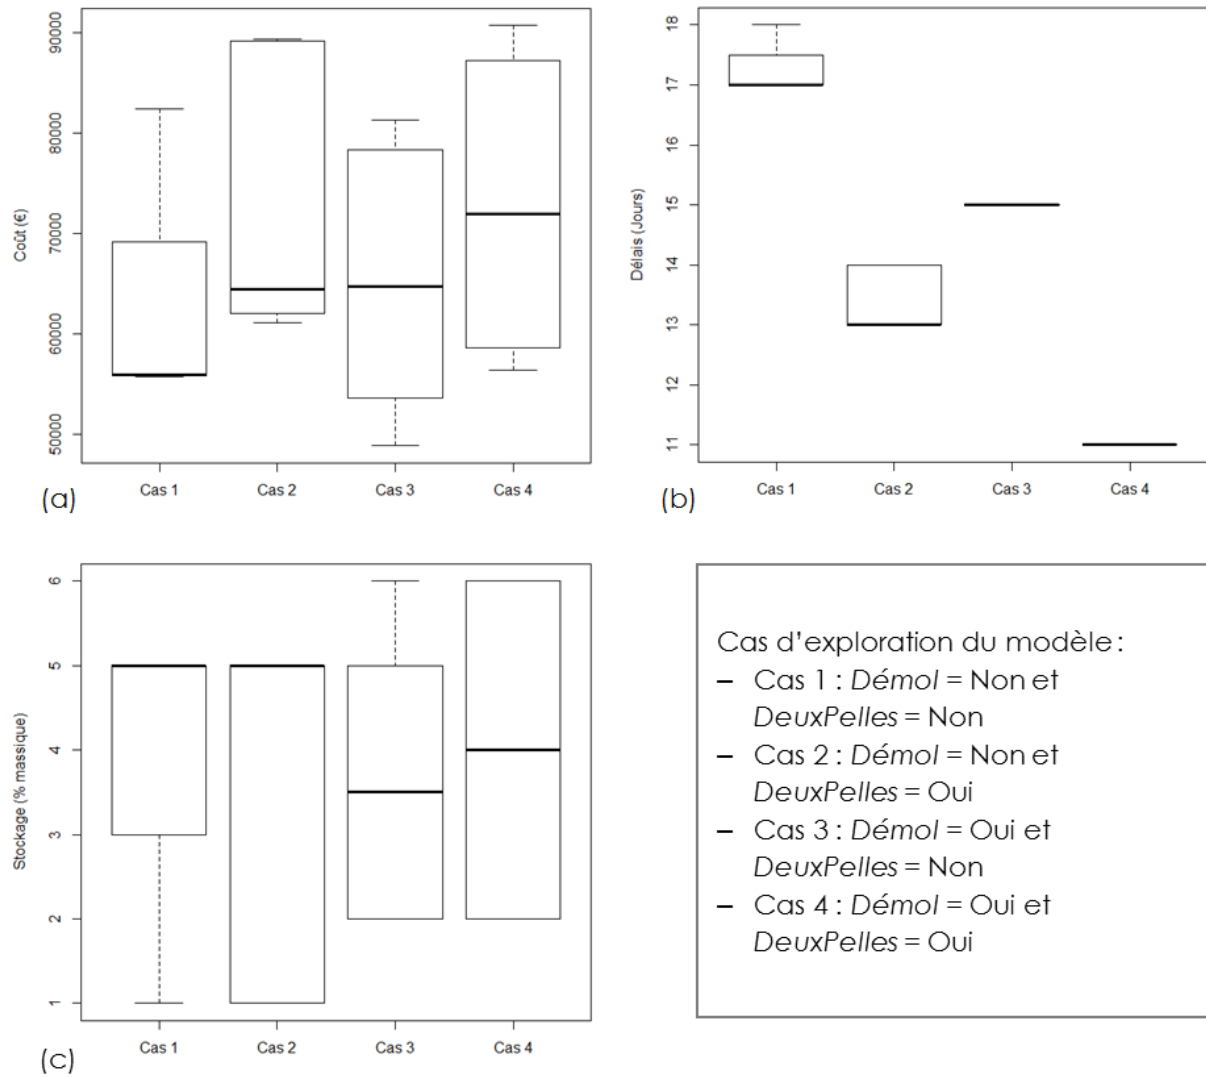 Coût (€)
90000
80000
70000
60000
50000
Cas 1 Cas 2 Cas 3 Cas 4
(a)
Délais (Jours)
18
17
16
15
14
13
12
11
Cas 1 Cas 2 Cas 3 Cas 4
(b)
Stockage (% massique)
6
5
4
3
2
1
Cas 1 Cas 2 Cas 3 Cas 4
(c)
Cas d'exploration du modèle :
– Cas 1 : Démol = Non et
DeuxPelles = Non
– Cas 2 : Démol = Non et
DeuxPelles = Oui
– Cas 3 : Démol = Oui et
DeuxPelles = Non
– Cas 4 : Démol = Oui et
DeuxPelles = Oui